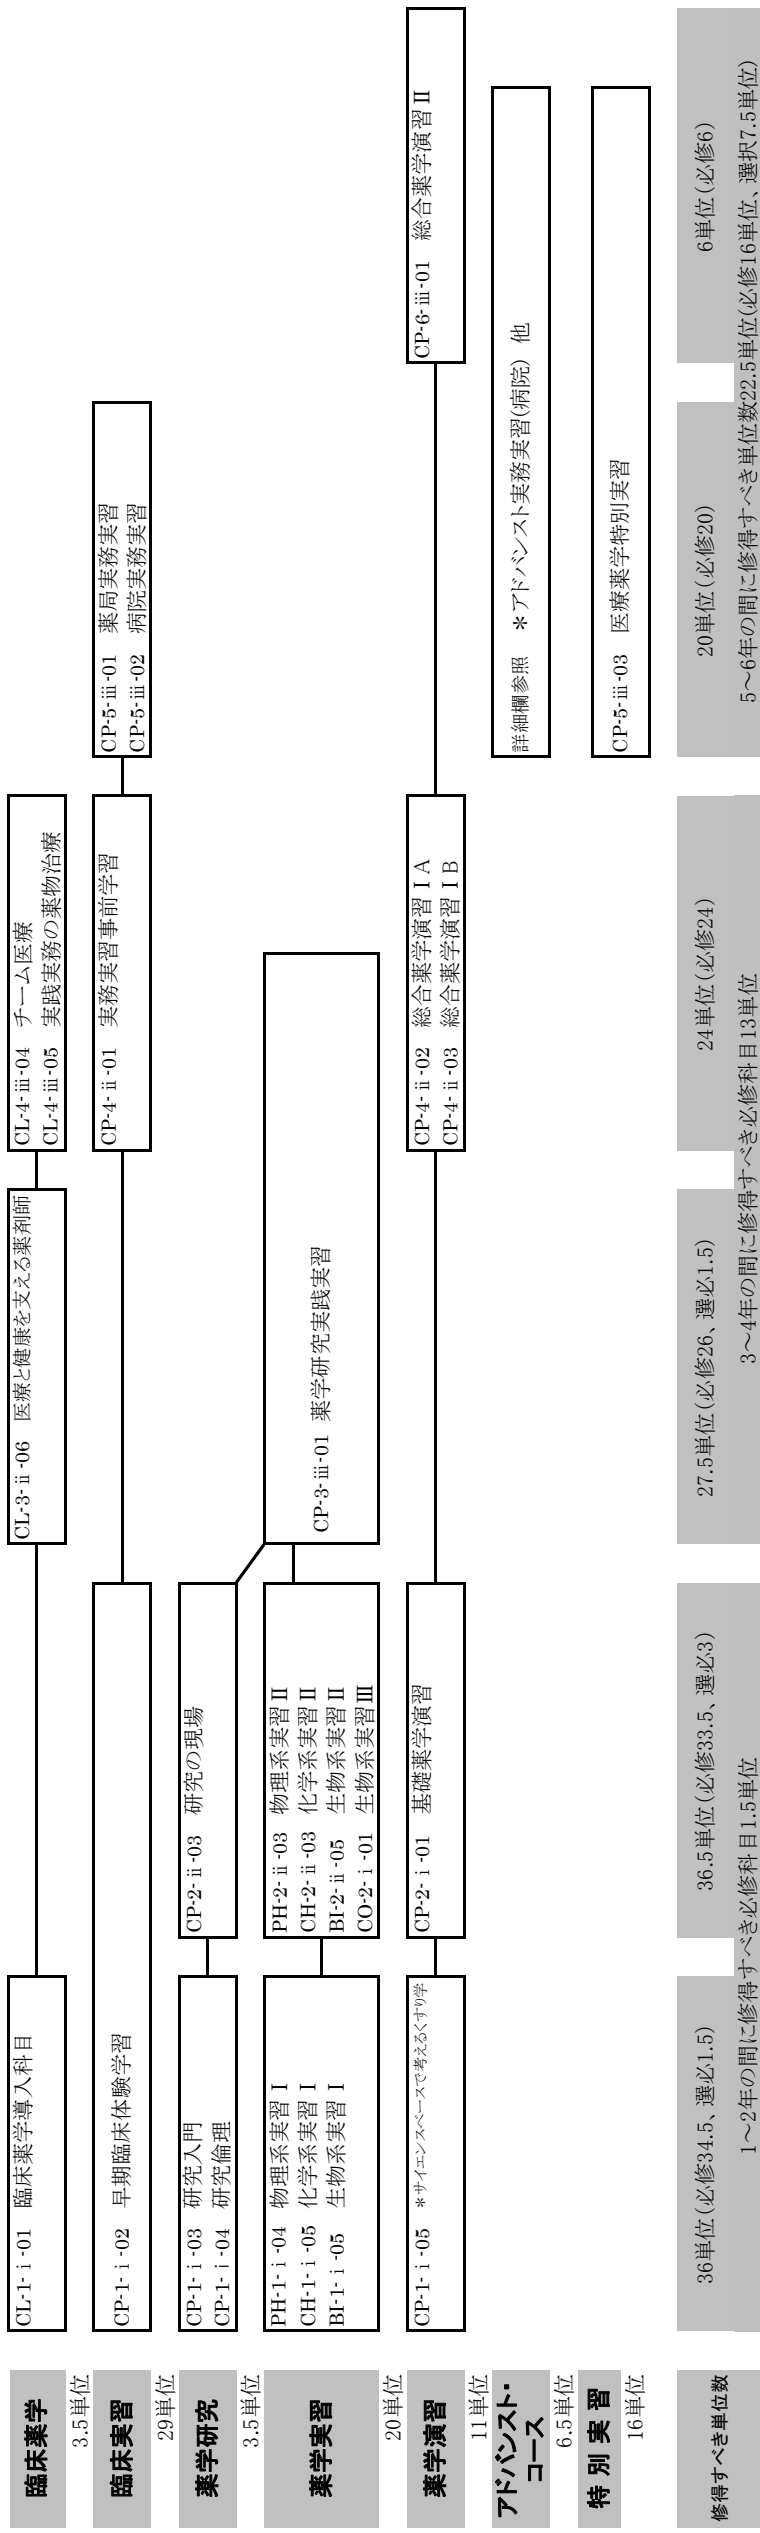 臨床薬学
3.5単位
CL-1-ⅰ-01 臨床薬学導入科目
CL-3-ⅱ-06 医療と健康を支える薬剤師
CL-4-ⅲ-04 チーム医療
CL-4-ⅲ-05 実践実務の薬物治療
臨床実習
29単位
CP-1-ⅰ-02 早期臨床体験学習
CP-4-ⅱ-01 実務実習事前学習
CP-5-ⅲ-01 薬局実務実習
CP-5-ⅲ-02 病院実務実習
薬学研究
3.5単位
CP-1-ⅰ-03 研究入門
CP-1-ⅰ-04 研究倫理
CP-2-ⅱ-03 研究の現場
薬学実習
20単位
PH-1-ⅰ-04 物理系実習Ⅰ
CH-1-ⅰ-05 化学系実習Ⅰ
BI-1-ⅰ-05 生物系実習Ⅰ
PH-2-ⅱ-03 物理系実習Ⅱ
CH-2-ⅱ-03 化学系実習Ⅱ
BI-2-ⅱ-05 生物系実習Ⅱ
CO-2-ⅰ-01 生物系実習Ⅲ
CP-3-ⅲ-01 薬学研究実践実習
薬学演習
11単位
CP-1-ⅰ-05 *サイエンスベースで考えるくすり学
CP-2-ⅰ-01 基礎薬学演習
CP-4-ⅱ-02 総合薬学演習ⅠA
CP-4-ⅱ-03 総合薬学演習ⅠB
CP-6-ⅲ-01 総合薬学演習Ⅱ
アドバンスト・
コース
6.5単位
詳細欄参照 *アドバンスト実務実習(病院) 他
特別実習
16単位
CP-5-ⅲ-03 医療薬学特別実習
修得すべき単位数
36単位(必修34.5、選必1.5)
36.5単位(必修33.5、選必3)
27.5単位(必修26、選必1.5)
24単位(必修24)
20単位(必修20)
6単位(必修6)
1～2年の間に修得すべき必修科目1.5単位
3～4年の間に修得すべき必修科目13単位
5～6年の間に修得すべき単位数22.5単位(必修16単位、選択7.5単位)